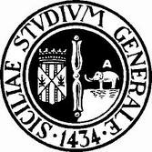 SICILIAE STVDIVM GENERALE
· 1434 ·
A